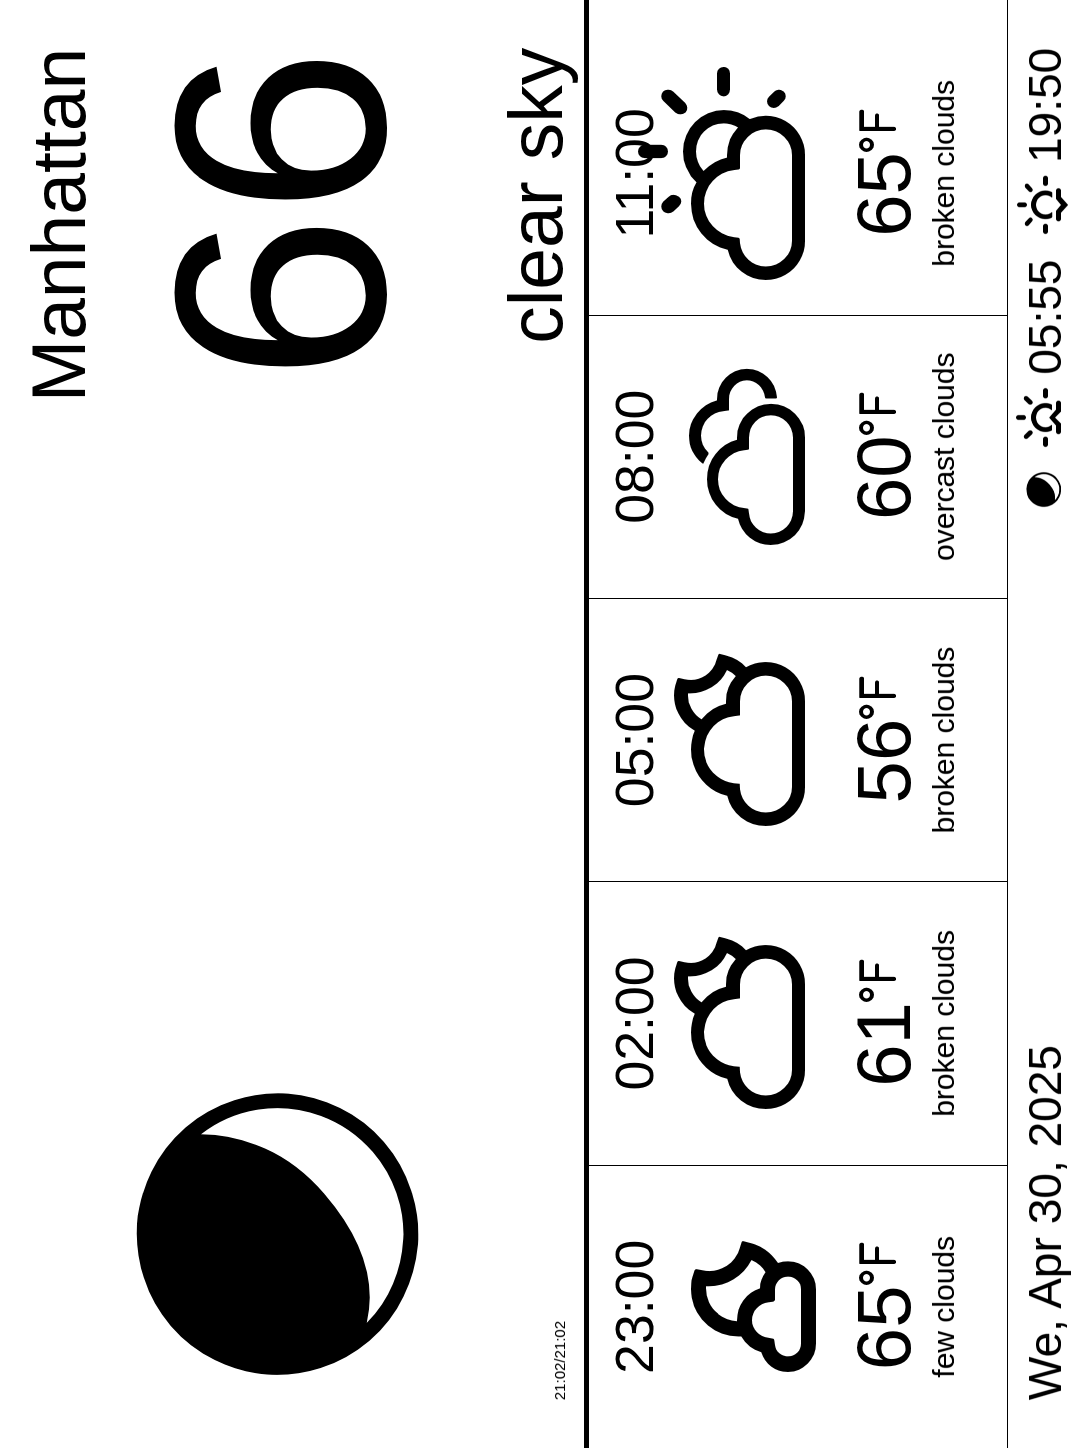 Manhattan
66
clear sky
21:02/21:02
23:00
65°F
few clouds
02:00
61°F
broken clouds
05:00
56°F
broken clouds
08:00
60°F
overcast clouds
11:00
65°F
broken clouds
We, Apr 30, 2025
05:55
19:50